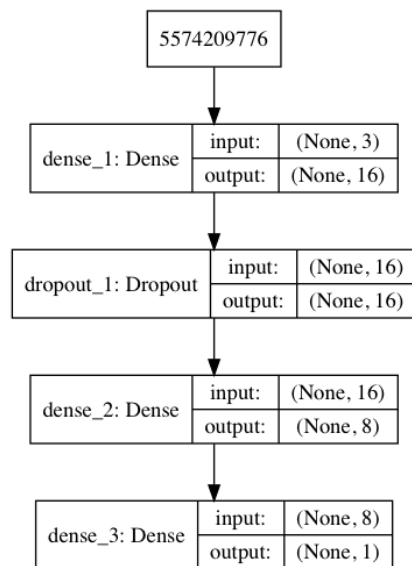 5574209776
dense_1: Dense
input:
(None, 3)
output:
(None, 16)
dropout_1: Dropout
input:
(None, 16)
output:
(None, 16)
dense_2: Dense
input:
(None, 16)
output:
(None, 8)
dense_3: Dense
input:
(None, 8)
output:
(None, 1)